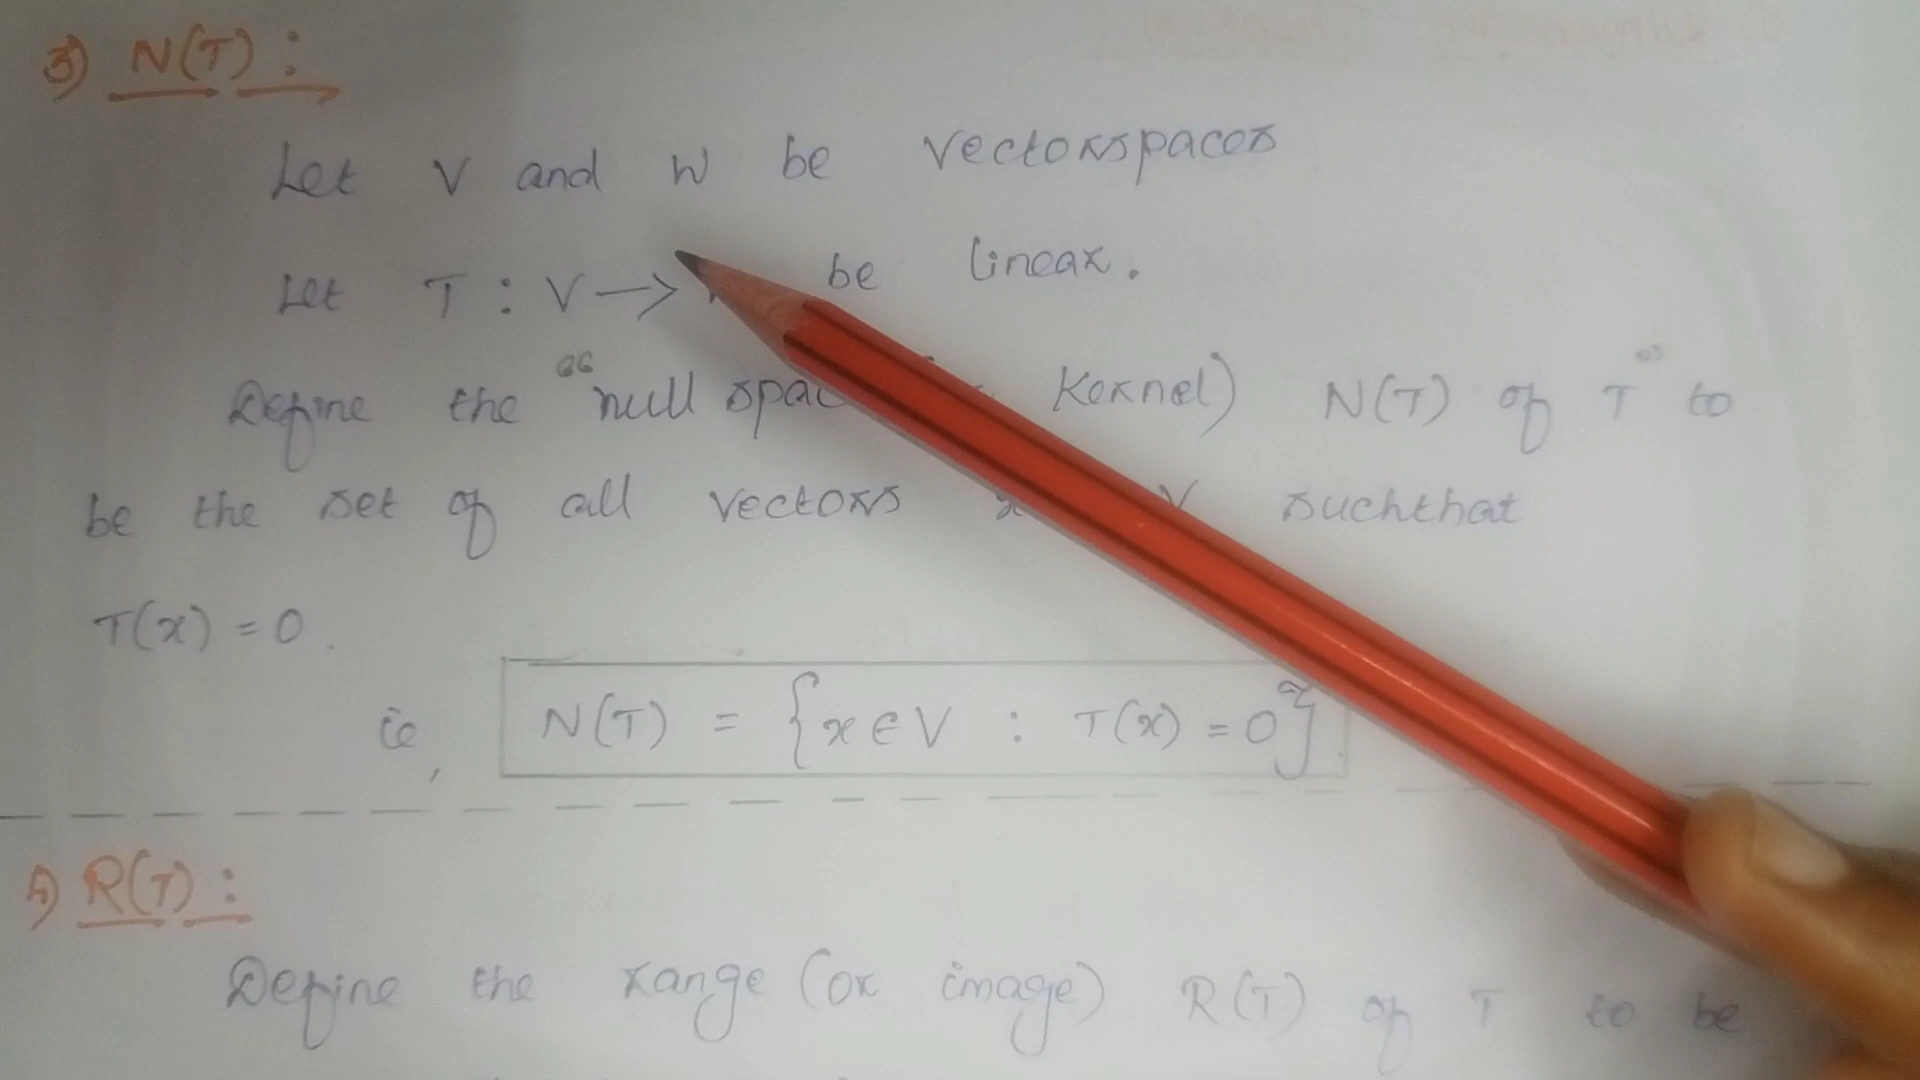 3) N(T) :
Let V and W be vectorspaces
Let T : V → be linear.
Define the "null spac Kernel) N(T) of T" to
be the set of all vectors x V suchthat
T(x) = 0.
ie, N(T) = {x ∈ V : T(x) = 0}
4) R(T) :
Define the range (or image) R(T) of T to be